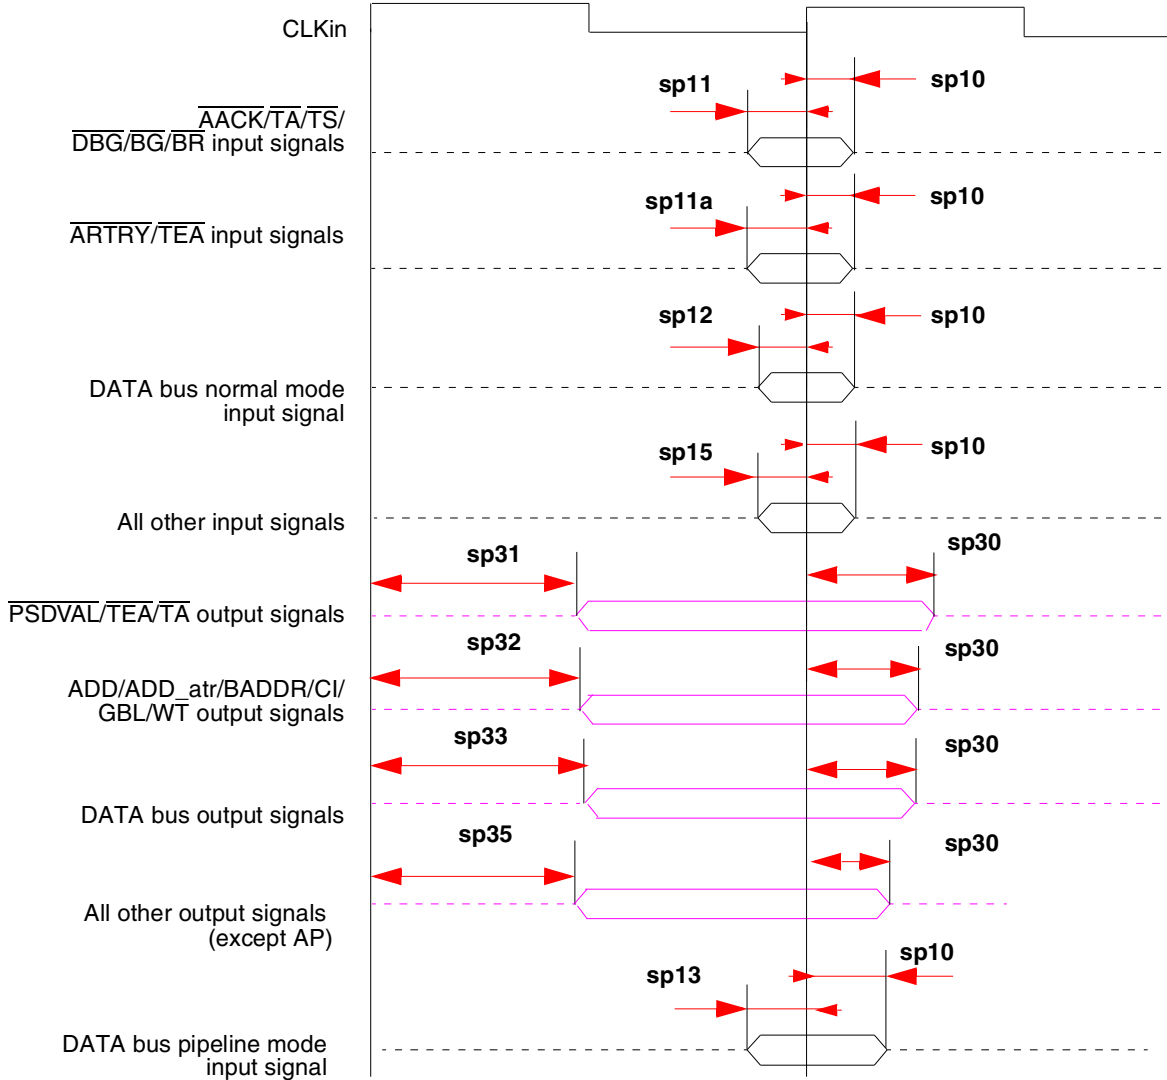 CLKin
sp11
sp10
AACK/TA/TS/
DBG/BG/BR input signals
sp11a
sp10
ARTRY/TEA input signals
sp12
sp10
DATA bus normal mode
input signal
sp15
sp10
All other input signals
sp31
sp30
PSDVAL/TEA/TA output signals
sp32
sp30
ADD/ADD_atr/BADDR/CI/
GBL/WT output signals
sp33
sp30
DATA bus output signals
sp35
sp30
All other output signals
(except AP)
sp13
sp10
DATA bus pipeline mode
input signal